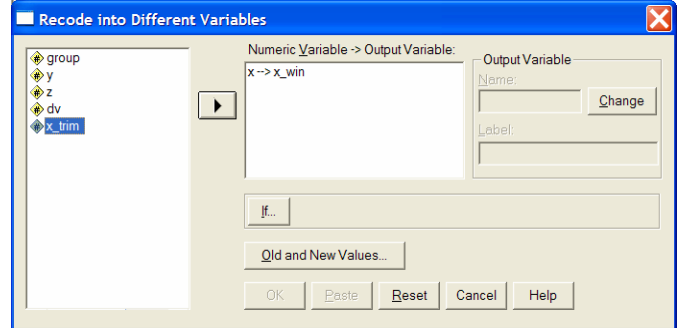 Recode into Different Variables
group
y
z
dv
x_trim
Numeric Variable -> Output Variable:
x --> x_win
Output Variable
Name:
Change
Label:
If...
Old and New Values...
OK Paste Reset Cancel Help